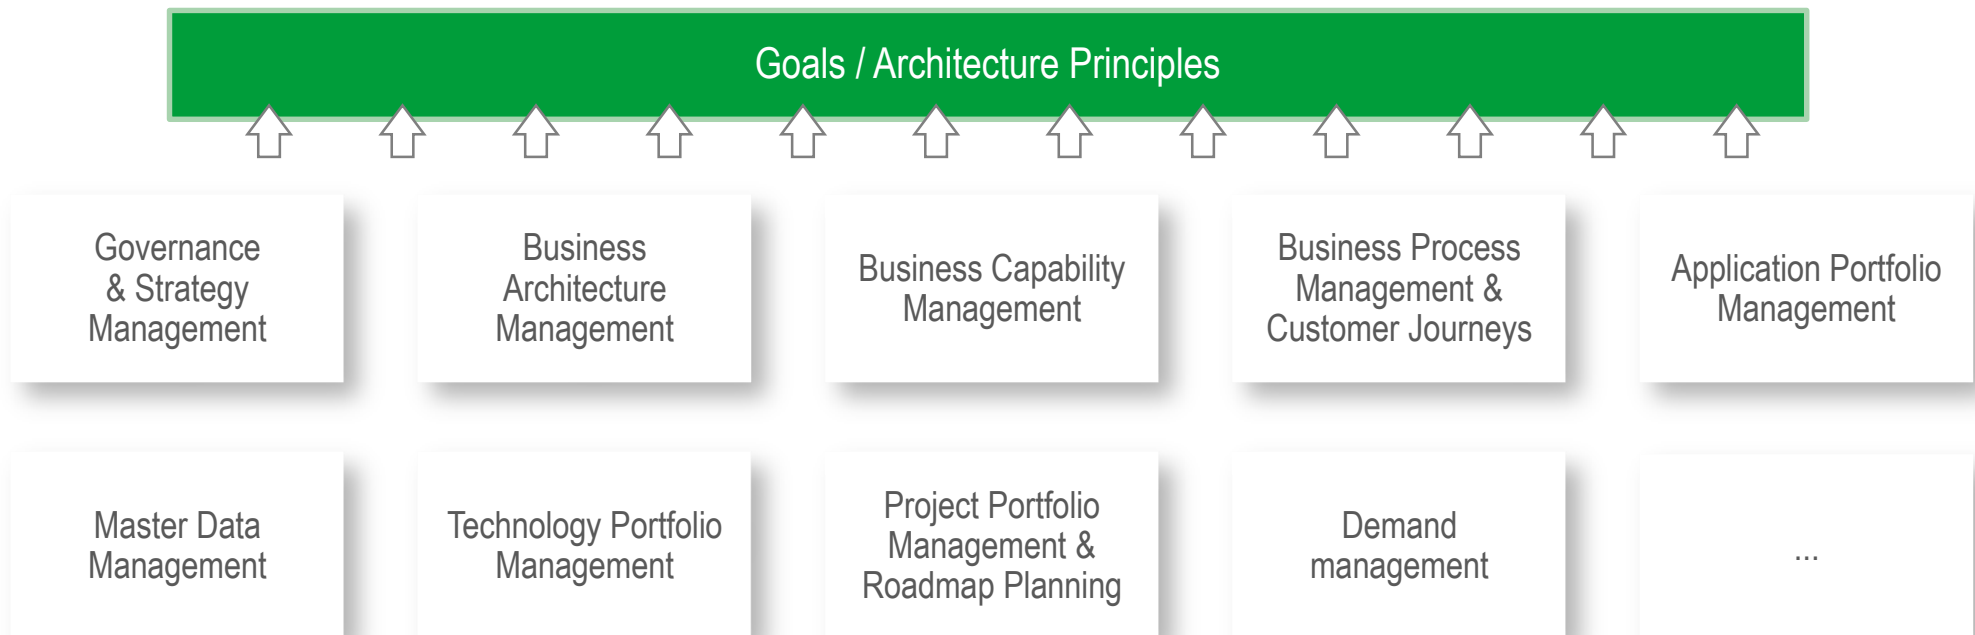 Goals / Architecture Principles
Governance
& Strategy
Management
Business
Architecture
Management
Business Capability
Management
Business Process
Management &
Customer Journeys
Application Portfolio
Management
Master Data
Management
Technology Portfolio
Management
Project Portfolio
Management &
Roadmap Planning
Demand
management
...